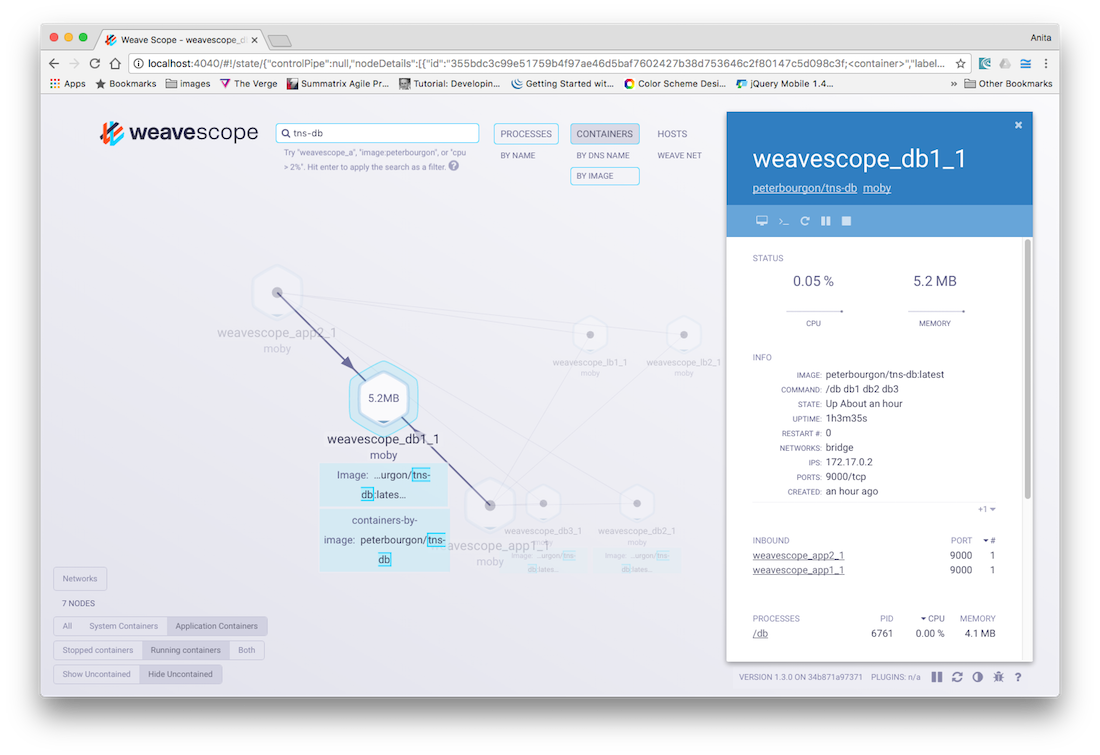 Weave Scope - weavescope_d
Anita
localhost:4040/#!/state/{"controlPipe":null,"nodeDetails":[{"id":"355bdc3c99e51759b4f97ae46d5baf7602427b38d753646c2f80147c5d098c3f;<container>","label...
Apps Bookmarks images The Verge Summatrix Agile Pr... Tutorial: Developin... Getting Started wit... Color Scheme Desi... jQuery Mobile 1.4... » Other Bookmarks
weavescope
tns-db
Try "weavescope_a", "image:peterbourgon", or "cpu
> 2%". Hit enter to apply the search as a filter. ?
PROCESSES CONTAINERS HOSTS
BY NAME BY DNS NAME WEAVE NET
BY IMAGE
weavescope_app2_1
moby
weavescope_lb1_1
moby
weavescope_lb2_1
moby
5.2MB
weavescope_db1_1
moby
Image: ...urgon/tns-
db:lates...
containers-by-
image: peterbourgon/tns-
db
weavescope_app1_1
moby
weavescope_db3_1
moby
Image: ...urgon/tns-
db:lates...
weavescope_db2_1
moby
Image: ...urgon/tns-
db:lates...
Networks
7 NODES
All System Containers Application Containers
Stopped containers Running containers Both
Show Uncontained Hide Uncontained
weavescope_db1_1
peterbourgon/tns-db moby
STATUS
0.05 % 5.2 MB
CPU MEMORY
INFO
IMAGE: peterbourgon/tns-db:latest
COMMAND: /db db1 db2 db3
STATE: Up About an hour
UPTIME: 1h3m35s
RESTART #: 0
NETWORKS: bridge
IPS: 172.17.0.2
PORTS: 9000/tcp
CREATED: an hour ago
+1
INBOUND PORT #
weavescope_app2_1 9000 1
weavescope_app1_1 9000 1
PROCESSES PID CPU MEMORY
/db 6761 0.00 % 4.1 MB
VERSION 1.3.0 ON 34b871a97371 PLUGINS: n/a ?